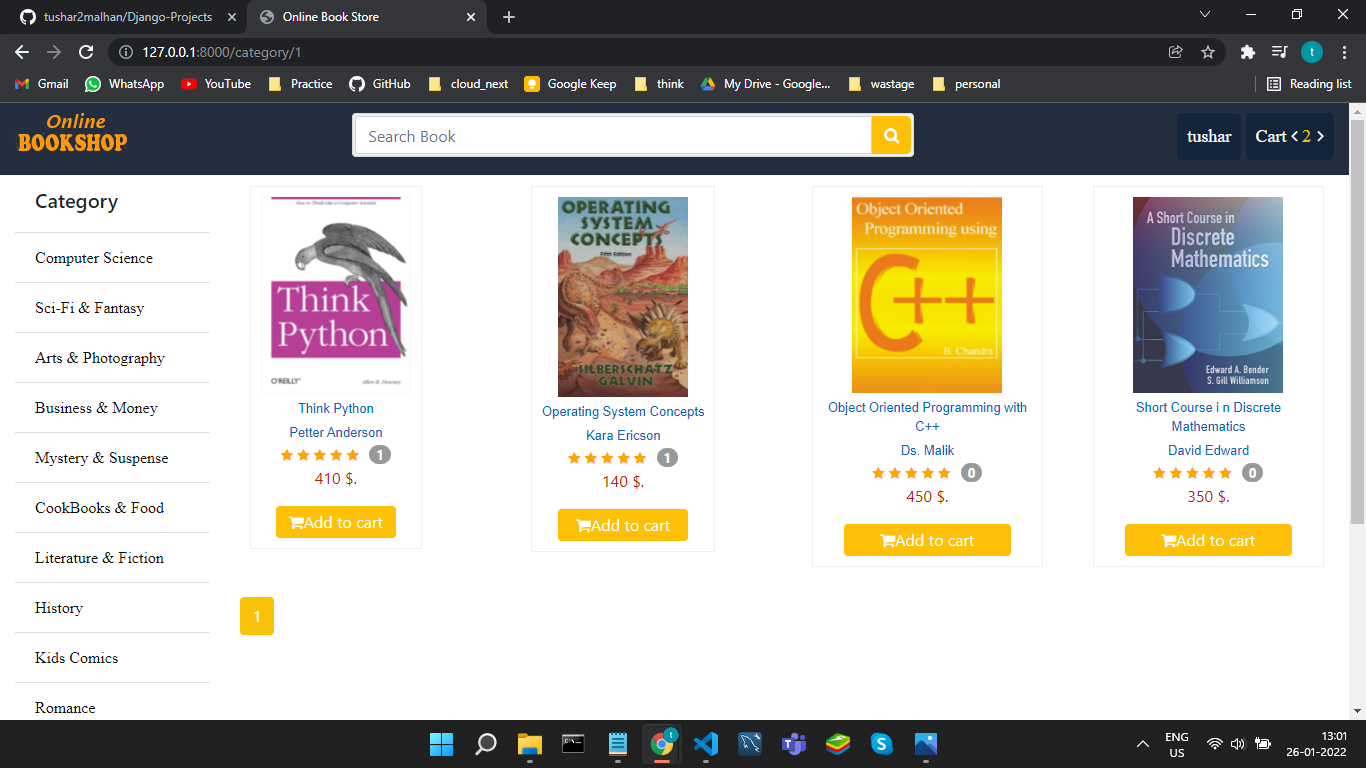 tushar2malhan/Django-Projects
Online Book Store
127.0.0.1:8000/category/1
t
Gmail
WhatsApp
YouTube
Practice
GitHub
cloud_next
Google Keep
think
My Drive - Google...
wastage
personal
Reading list
Online
BOOKSHOP
Search Book
tushar
Cart < 2 >
Category
Computer Science
Sci-Fi & Fantasy
Arts & Photography
Business & Money
Mystery & Suspense
CookBooks & Food
Literature & Fiction
History
Kids Comics
Romance
How to Think Like a Computer Scientist
Think
Python
O'REILLY
Allen B. Downey
Think Python
Petter Anderson
1
410 $.
Add to cart
OPERATING
SYSTEM
CONCEPTS
Fifth Edition
SILBERSCHATZ
GALVIN
Operating System Concepts
Kara Ericson
1
140 $.
Add to cart
Object Oriented
Programming using
C++
B. Chandra
Object Oriented Programming with
C++
Ds. Malik
0
450 $.
Add to cart
A Short Course in
Discrete
Mathematics
Edward A. Bender
S. Gill Williamson
Short Course i n Discrete
Mathematics
David Edward
0
350 $.
Add to cart
1
ENG
US
13:01
26-01-2022